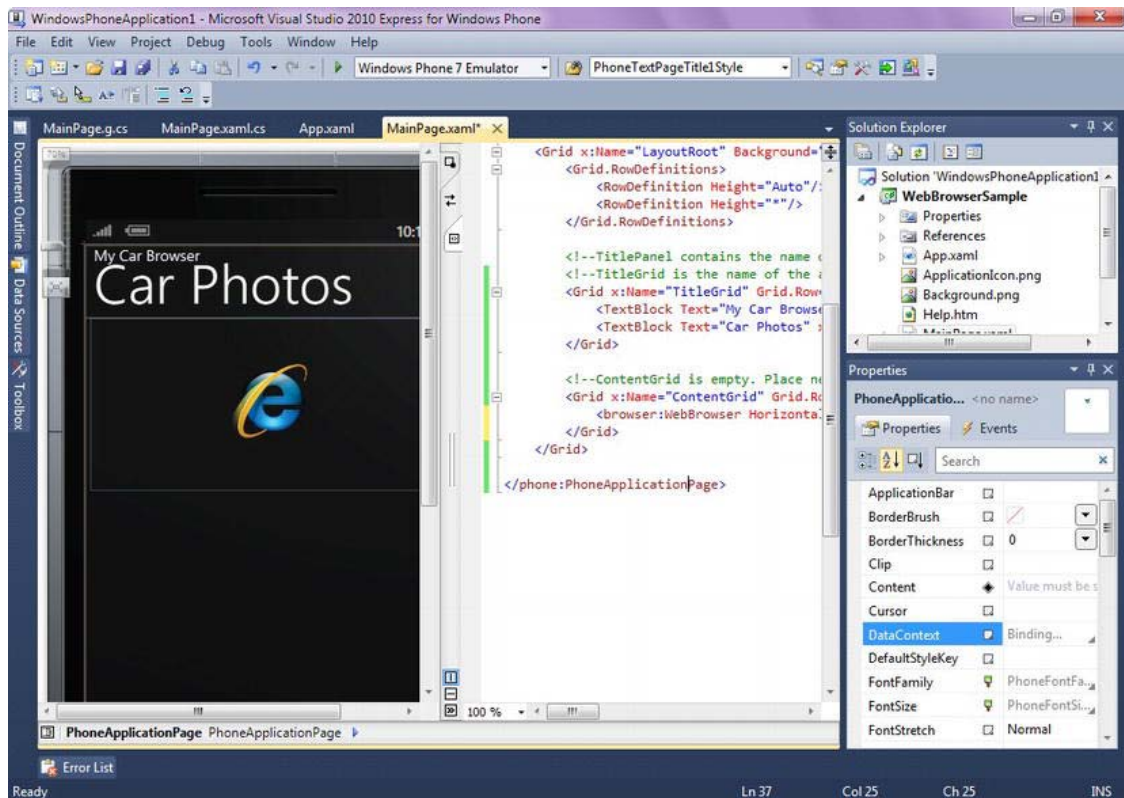 WindowsPhoneApplication1 - Microsoft Visual Studio 2010 Express for Windows Phone
File Edit View Project Debug Tools Window Help
Windows Phone 7 Emulator PhoneTextPageTitle1Style
MainPage.g.cs MainPage.xaml.cs App.xaml MainPage.xaml*
Document Outline
Data Sources
Toolbox
70%
10:1
My Car Browser
Car Photos
<Grid x:Name="LayoutRoot" Background="
<Grid.RowDefinitions>
<RowDefinition Height="Auto"/>
<RowDefinition Height="*"/>
</Grid.RowDefinitions>
<!--TitlePanel contains the name
<!--TitleGrid is the name of the
<Grid x:Name="TitleGrid" Grid.Row
<TextBlock Text="My Car Browse
<TextBlock Text="Car Photos"
</Grid>
<!--ContentGrid is empty. Place ne
<Grid x:Name="ContentGrid" Grid.Ro
<browser:WebBrowser Horizonta
</Grid>
</Grid>
</phone:PhoneApplicationPage>
100 %
PhoneApplicationPage PhoneApplicationPage
Solution Explorer
Solution 'WindowsPhoneApplication1
WebBrowserSample
Properties
References
App.xaml
ApplicationIcon.png
Background.png
Help.htm
MainPage.xaml
Properties
PhoneApplicatio... <no name>
Properties Events
Search
ApplicationBar
BorderBrush
BorderThickness 0
Clip
Content Value must be s
Cursor
DataContext Binding...
DefaultStyleKey
FontFamily PhoneFontFa...
FontSize PhoneFontSi...
FontStretch Normal
Error List
Ready Ln 37 Col 25 Ch 25 INS